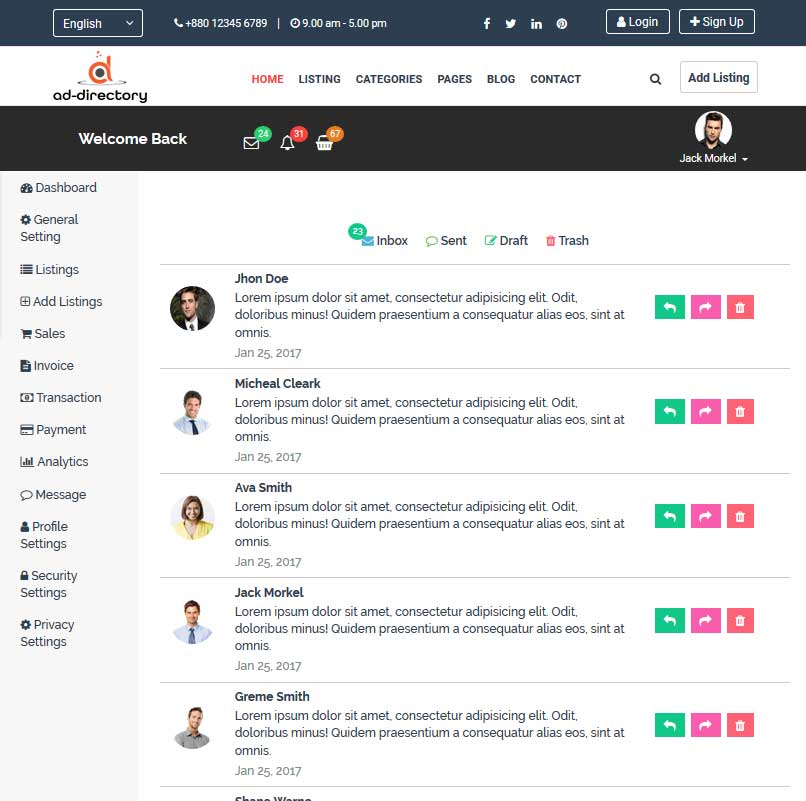 English
+880 12345 6789 | 9.00 am - 5.00 pm
Login
Sign Up
ad-directory
HOME LISTING CATEGORIES PAGES BLOG CONTACT
Add Listing
Welcome Back
24
31
67
Jack Morkel
Dashboard
General
Setting
Listings
Add Listings
Sales
Invoice
Transaction
Payment
Analytics
Message
Profile
Settings
Security
Settings
Privacy
Settings
23
Inbox Sent Draft Trash
Jhon Doe
Lorem ipsum dolor sit amet, consectetur adipisicing elit. Odit,
doloribus minus! Quidem praesentium a consequatur alias eos, sint at
omnis.
Jan 25, 2017
Micheal Cleark
Lorem ipsum dolor sit amet, consectetur adipisicing elit. Odit,
doloribus minus! Quidem praesentium a consequatur alias eos, sint at
omnis.
Jan 25, 2017
Ava Smith
Lorem ipsum dolor sit amet, consectetur adipisicing elit. Odit,
doloribus minus! Quidem praesentium a consequatur alias eos, sint at
omnis.
Jan 25, 2017
Jack Morkel
Lorem ipsum dolor sit amet, consectetur adipisicing elit. Odit,
doloribus minus! Quidem praesentium a consequatur alias eos, sint at
omnis.
Jan 25, 2017
Greme Smith
Lorem ipsum dolor sit amet, consectetur adipisicing elit. Odit,
doloribus minus! Quidem praesentium a consequatur alias eos, sint at
omnis.
Jan 25, 2017
Shane Warne